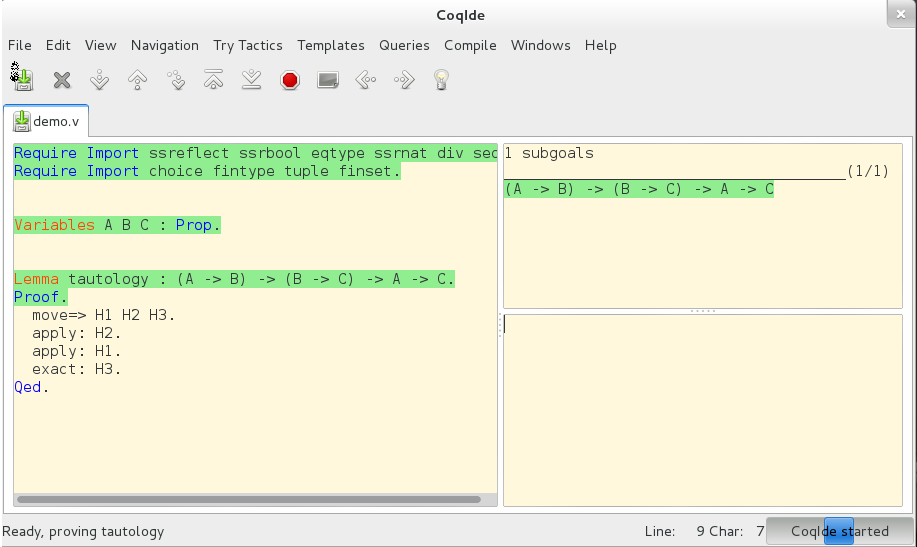 CoqIde
File Edit View Navigation Try Tactics Templates Queries Compile Windows Help
demo.v
Require Import ssreflect ssrbool eqtype ssrnat div seq
Require Import choice fintype tuple finset.
Variables A B C : Prop.
Lemma tautology : (A -> B) -> (B -> C) -> A -> C.
Proof.
move=> H1 H2 H3.
apply: H2.
apply: H1.
exact: H3.
Qed.
1 subgoals
(1/1)
(A -> B) -> (B -> C) -> A -> C
Ready, proving tautology
Line: 9 Char: 7
CoqIde started